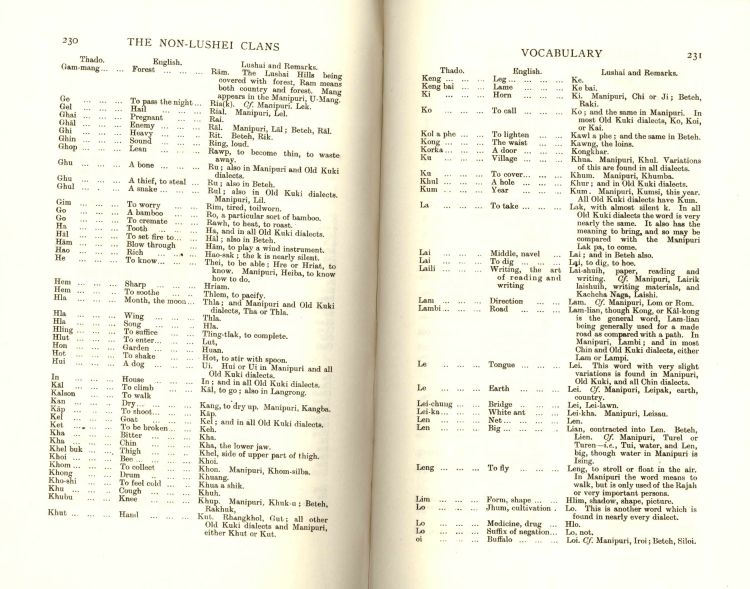 230 THE NON-LUSHEI CLANS
Thado. English. Lushai and Remarks.
Gam-mang... ... Forest ... ... ... Râm. The Lushai Hills being
covered with forest, Ram means
both country and forest. Mang
appears in the Manipuri, U-Mang.
Ge ... ... ... To pass the night ... Ria(k). Cf. Manipuri, Lek.
Gel ... ... ... Hail ... ... ... Rial. Manipuri, Lel.
Ghai ... ... ... Pregnant ... ... Rai.
Ghâl ... ... ... Enemy ... ... Râl. Manipuri, Lâl; Beteh, Râl.
Ghi ... ... ... Heavy ... ... Rit. Beteh, Rik.
Ghin ... ... ... Sound ... ... Ring, loud.
Ghop ... ... ... Lean ... ... Rawp, to become thin, to waste
away.
Ghu ... ... ... A bone ... ... Ru; also in Manipuri and Old Kuki
dialects.
Ghu ... ... ... A thief, to steal ... Ru; also in Beteh.
Ghul ... ... ... A snake ... ... Rul; also in Old Kuki dialects.
Manipuri, Lil.
Gim ... ... ... To worry ... ... Rim, tired, toilworn.
Go ... ... ... A bamboo ... ... Ro, a particular sort of bamboo.
Go ... ... ... To cremate ... ... Rawh, to heat, to roast.
Ha ... ... ... Tooth ... ... Hâ, and in all Old Kuki dialects.
Hâl ... ... ... To set fire to ... ... Hâl; also in Beteh.
Hâm ... ... ... Blow through ... Hâm, to play a wind instrument.
Hao ... ... ... Rich ... ... Hao-sak; the k is nearly silent.
He ... ... ... To know... ... ... Thei, to be able; Hre or Hriat, to
know. Manipuri, Heiba, to know
how to do.
Hem ... ... ... Sharp ... ... Hriam.
Hem ... ... ... To soothe ... ... Thlem, to pacify.
Hla ... ... ... Month, the moon... Thla; and Manipuri and Old Kuki
dialects, Tha or Thla.
Hla ... ... ... Wing ... ... Thla.
Hla ... ... ... Song ... ... Hla.
Hling ... ... ... To suffice ... ... Tling-tlak, to complete.
Hlut ... ... ... To enter... ... ... Lut,
Hon ... ... ... Garden ... ... Huan.
Hot ... ... ... To shake ... ... Hot, to stir with spoon.
Hui ... ... ... A dog ... ... Ui. Hui or Ui in Manipuri and all
Old Kuki dialects.
In ... ... ... House ... ... In; and in all Old Kuki dialects.
Kâl ... ... ... To climb ... ... Kâl, to go; also in Langrong.
Kalson ... ... ... To walk
Kan ... ... ... Dry... ... ... Kang, to dry up. Manipuri, Kangba.
Kâp ... ... ... To shoot... ... ... Kâp.
Kel ... ... ... Goat ... ... Kel; and in all Old Kuki dialects.
Ket ... ... ... To be broken... ... Keh.
Kha ... ... ... Bitter ... ... Kha.
Kha ... ... ... Chin ... ... Kha, the lower jaw.
Khel buk ... ... Thigh ... ... Khel, side of upper part of thigh.
Khoi ... ... ... Bee ... ... ... Khoi.
Khom ... ... ... To collect ... ... Khon. Manipuri, Khom-silba.
Khong ... ... ... Drum ... ... Khuang.
Kho-shi ... ... To feel cold ... ... Khua a shik.
Khu ... ... ... Cough ... ... Khuh.
Khubu ... ... ... Knee ... ... Khup. Manipuri, Khuk-u; Beteh,
Rakhuk,
Khut ... ... ... Hand ... ... Kut. Rhangkhol, Gut; all other
Old Kuki dialects and Manipuri,
either Khut or Kut.
VOCABULARY 231
Thado. English. Lushai and Remarks.
Keng ... ... ... Leg ... ... ... Ke.
Keng bai ... ... Lame ... ... Ke bai.
Ki ... ... ... Horn ... ... Ki. Manipuri, Chi or Ji; Beteh,
Raki.
Ko ... ... ... To call ... ... Ko; and the same in Manipuri. In
most Old Kuki dialects, Ko, Koi,
or Kai.
Kol a phe ... ... To lighten ... ... Kawl a phe; and the same in Beteh.
Kong ... ... ... The waist ... ... Kawng, the loins.
Korka... ... ... A door ... ... Kongkhar.
Ku ... ... ... Village ... ... Khua. Manipuri, Khul. Variations
of this are found in all dialects.
Ku ... ... ... To cover... ... ... Khum. Manipuri, Khumba.
Khul ... ... ... A hole ... ... Khur; and in Old Kuki dialects.
Kum ... ... ... Year ... ... Kum. Manipuri, Kumsi, this year.
All Old Kuki dialects have Kum.
La ... ... ... To take ... ... Lak, with almost silent k. In all
Old Kuki dialects the word is very
nearly the same. It also has the
meaning to bring, and so may be
compared with the Manipuri
Lak pa, to come.
Lai ... ... ... Middle, navel ... Lai; and in Beteh also.
Lai ... ... ... To dig ... ... Lai, to dig, to hoe.
Laili ... ... ... Writing, the art Lai-shuih, paper, reading and
of reading and writing. Cf. Manipuri, Lairik
writing laishuih, writing materials, and
Kacheha Naga, Laishi.
Lam ... ... ... Direction ... ... Lam. Cf. Manipuri, Lom or Rom.
Lambi... ... ... Road ... ... Lam-lian, though Kong, or Kâl-kong
is the general word, Lam-lian
being generally used for a made
road as compared with a path. In
Manipuri, Lambi; and in most
Chin and Old Kuki dialects, either
Lam or Lampi.
Le ... ... ... Tongue ... ... Lei. This word with very slight
variations is found in Manipuri,
Old Kuki, and all Chin dialects.
Le ... ... ... Earth ... ... Lei. Cf. Manipuri, Leipak, earth,
country.
Lei-chung ... ... Bridge ... ... Lei, Lei-lawn.
Lei-ka... ... ... White ant ... ... Lei-kha. Manipuri, Leisau.
Len ... ... ... Net ... ... ... Len.
Len ... ... ... Big ... ... ... Lian, contracted into Len. Beteh,
Lien. Cf. Manipuri, Turel or
Turen—i.e., Tui, water, and Len,
big, though water in Manipuri is
Ising.
Leng ... ... ... To fly ... ... Leng, to stroll or float in the air.
In Manipuri the word means to
walk, but is only used of the Rajah
or very important persons.
Lim ... ... ... Form, shape ... ... Hlim, shadow, shape, picture.
Lo ... ... ... Jhum, cultivation . Lo. This is another word which is
found in nearly every dialect.
Lo ... ... ... Medicine, drug ... Hlo.
Lo ... ... ... Suffix of negation... Lo, not.
oi ... ... ... Buffalo ... ... Loi. Cf. Manipuri, Iroi; Beteh, Siloi.